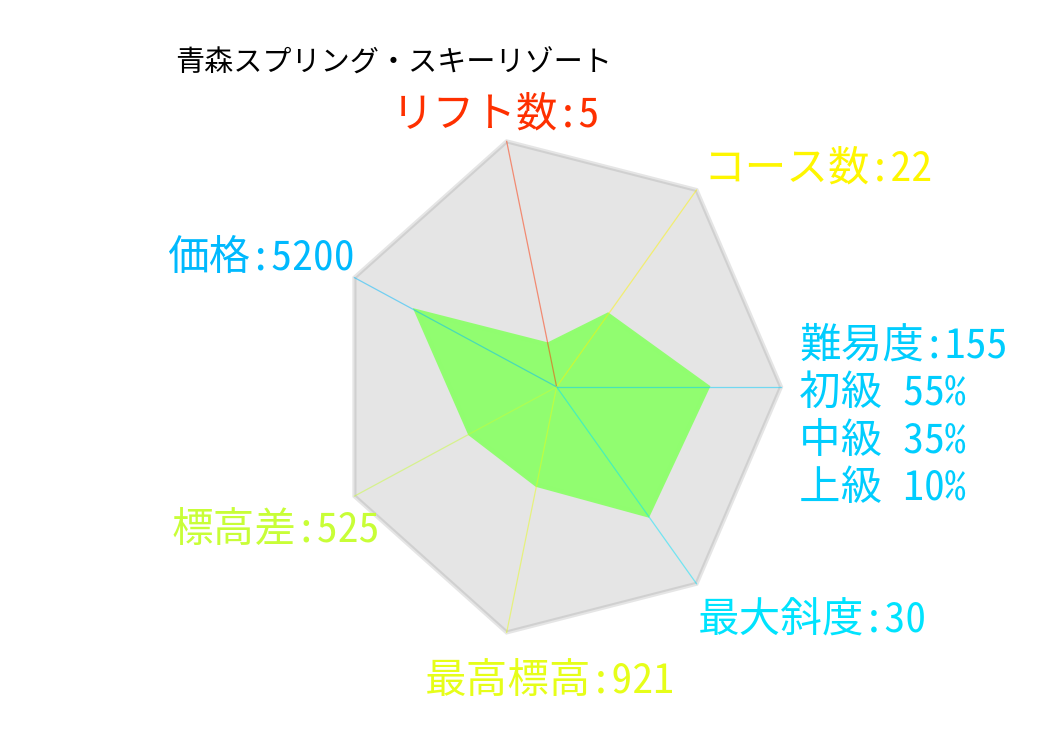 青森スプリング・スキーリゾート
リフト数:5
コース数:22
価格:5200
難易度:155
初級 55%
中級 35%
上級 10%
標高差:525
最大斜度:30
最高標高:921